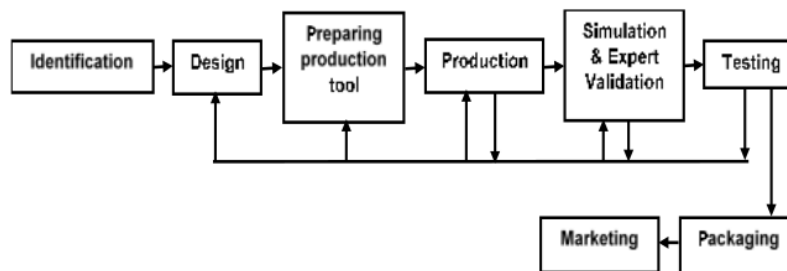 Identification
Design
Preparing
production
tool
Production
Simulation
& Expert
Validation
Testing
Marketing
Packaging